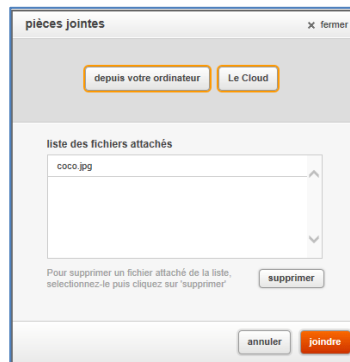 pièces jointes
× fermer
depuis votre ordinateur
Le Cloud
liste des fichiers attachés
coco.jpg
Pour supprimer un fichier attaché de la liste,
selectionnez-le puis cliquez sur 'supprimer'
supprimer
annuler
joindre